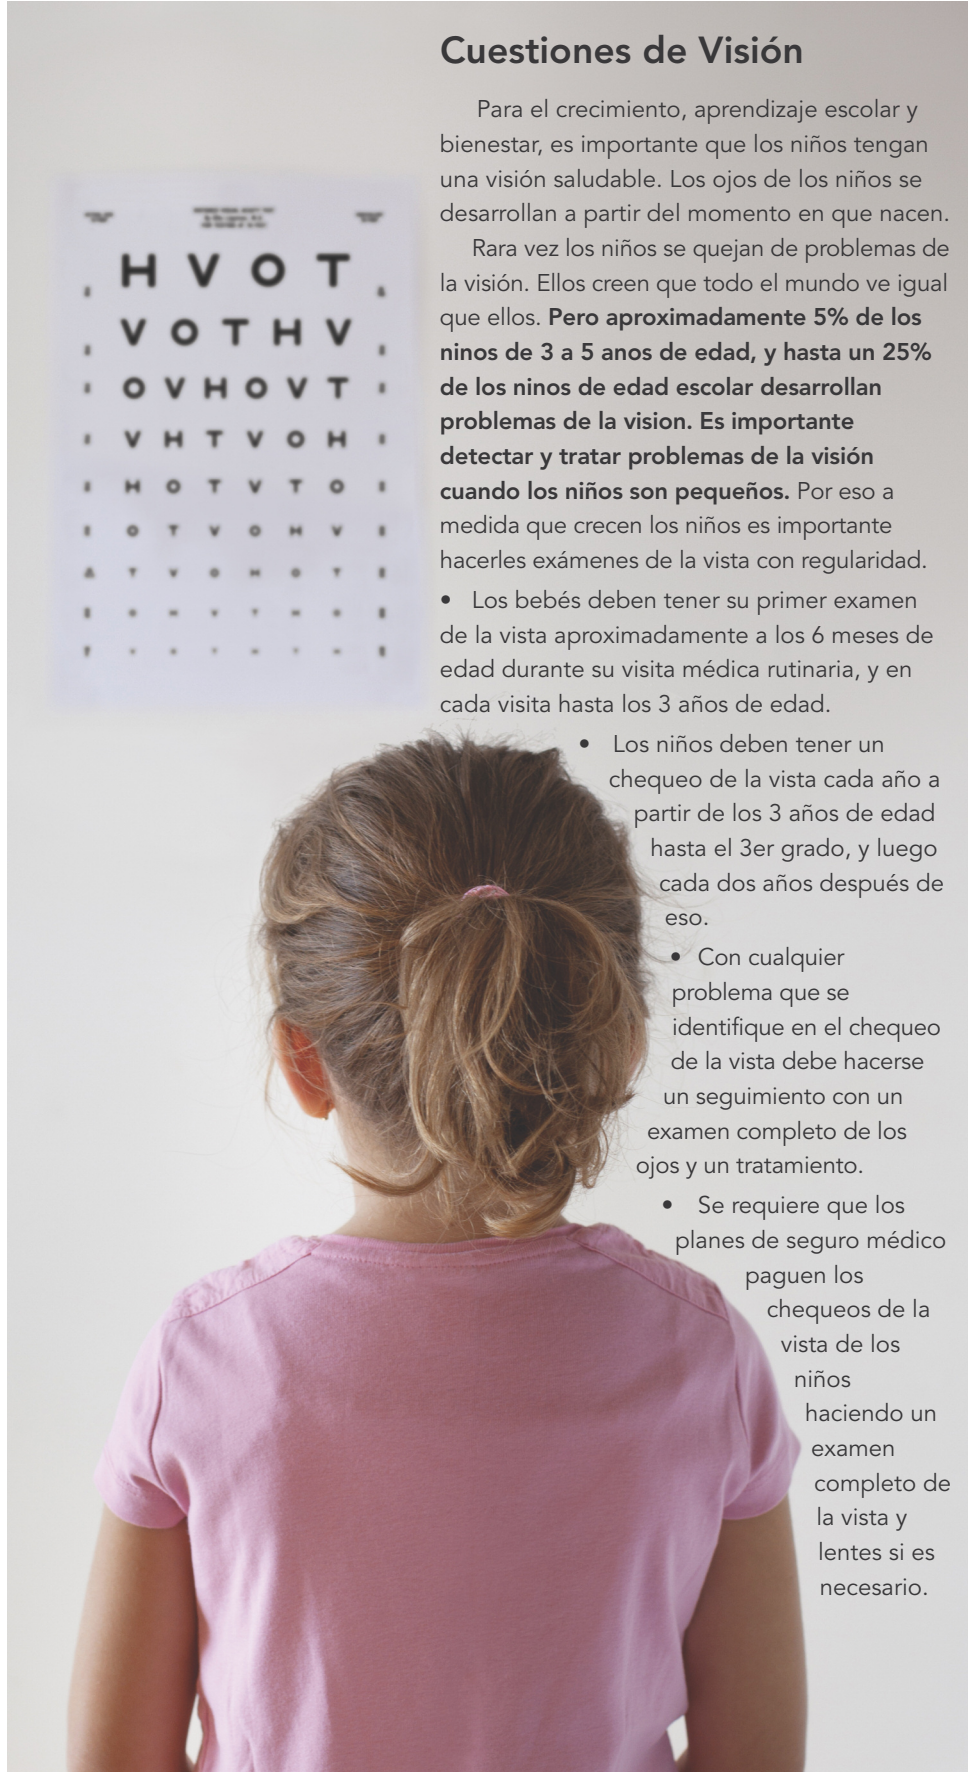 Cuestiones de Visión
Para el crecimiento, aprendizaje escolar y
bienestar, es importante que los niños tengan
una visión saludable. Los ojos de los niños se
desarrollan a partir del momento en que nacen.
Rara vez los niños se quejan de problemas de
la visión. Ellos creen que todo el mundo ve igual
que ellos. Pero aproximadamente 5% de los
ninos de 3 a 5 anos de edad, y hasta un 25%
de los ninos de edad escolar desarrollan
problemas de la vision. Es importante
detectar y tratar problemas de la visión
cuando los niños son pequeños. Por eso a
medida que crecen los niños es importante
hacerles exámenes de la vista con regularidad.
• Los bebés deben tener su primer examen
de la vista aproximadamente a los 6 meses de
edad durante su visita médica rutinaria, y en
cada visita hasta los 3 años de edad.
• Los niños deben tener un
chequeo de la vista cada año a
partir de los 3 años de edad
hasta el 3er grado, y luego
cada dos años después de
eso.
• Con cualquier
problema que se
identifique en el chequeo
de la vista debe hacerse
un seguimiento con un
examen completo de los
ojos y un tratamiento.
• Se requiere que los
planes de seguro médico
paguen los
chequeos de la
vista de los
niños
haciendo un
examen
completo de
la vista y
lentes si es
necesario.
H V O T
V O T H V
O V H O V T
V H T V O H
H O T V T O
O T V O H V
T V O H O T